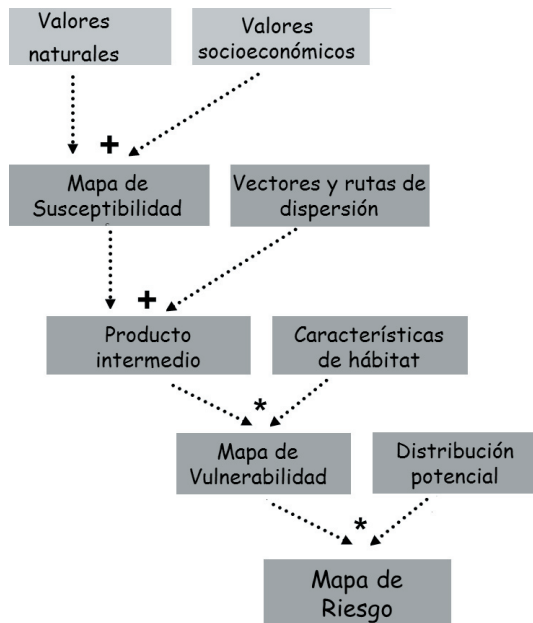 Valores
naturales
Valores
socioeconómicos
+
Mapa de
Susceptibilidad
Vectores y rutas de
dispersión
+
Producto
intermedio
Características
de hábitat
*
Mapa de
Vulnerabilidad
Distribución
potencial
*
Mapa de
Riesgo